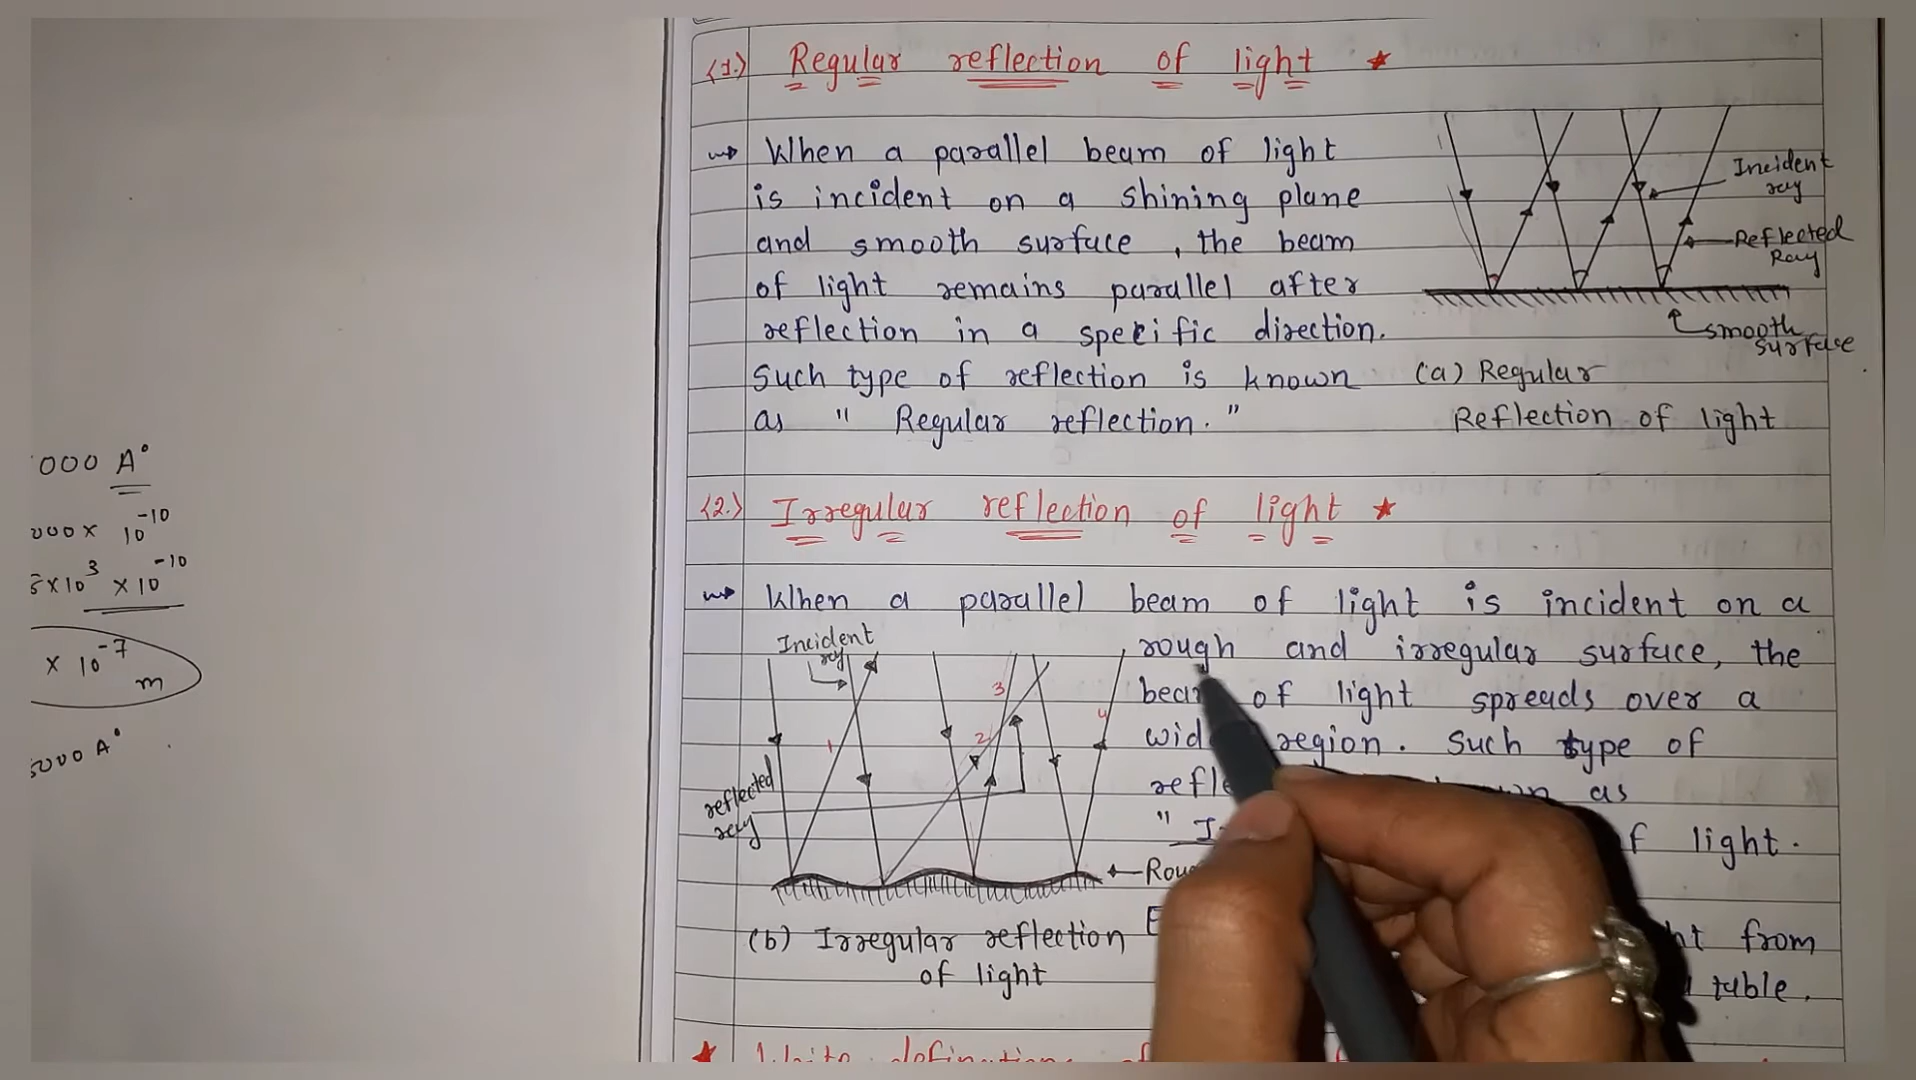 000 A°
000 x 10⁻¹⁰
5x10³ x 10⁻¹⁰
x 10⁻⁷ m
5000 A°
(1.) Regular reflection of light ★
When a parallel beam of light
is incident on a shining plane
and smooth surface, the beam
of light remains parallel after
reflection in a specific direction.
Such type of reflection is known
as " Regular reflection. "
Incident
ray
Reflected
Ray
smooth
surface
(a) Regular
Reflection of light
(2.) Irregular reflection of light ★
When a parallel beam of light is incident on a
rough and irregular surface, the
of light spreads over a
region. Such type of
as
" of light.
Incident
ray
reflected
ray
1
2
3
4
(b) Irregular reflection
of light
from
table.
★